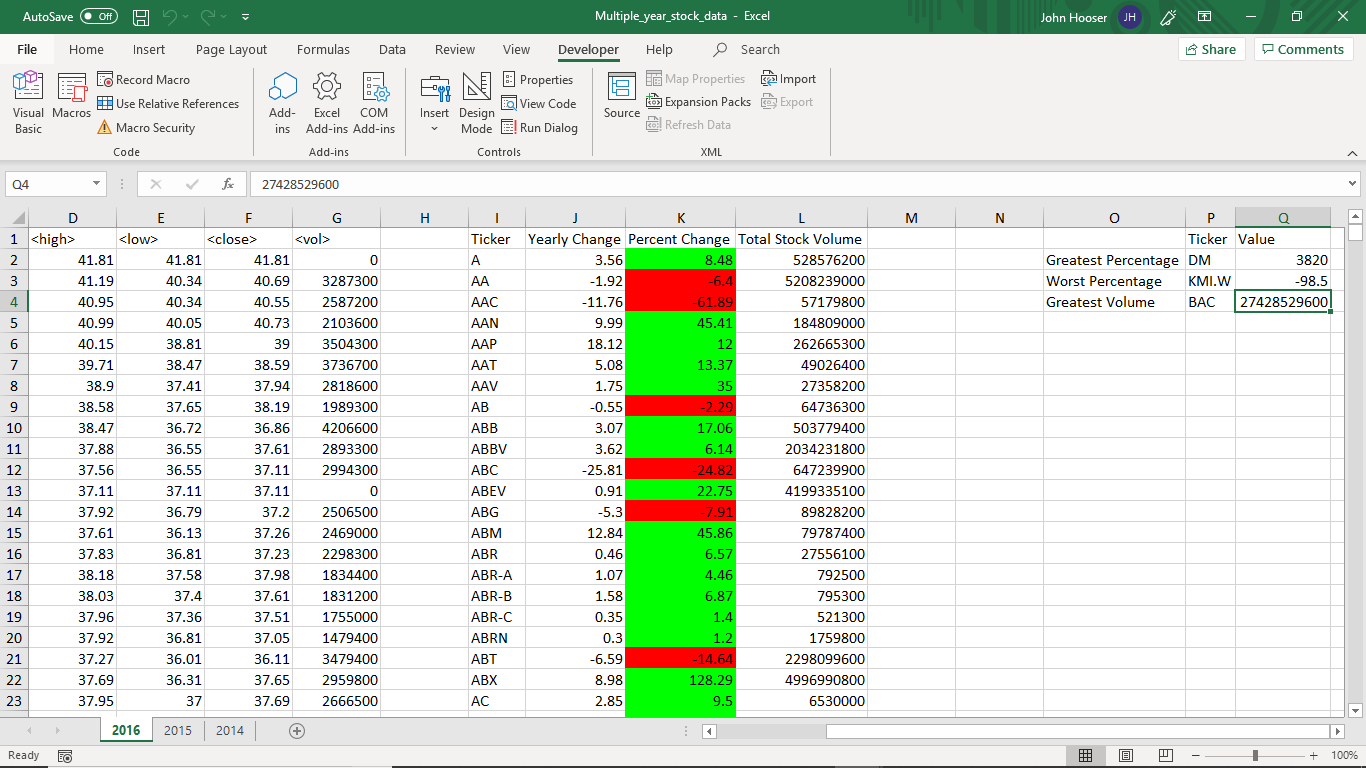 AutoSave Off Multiple_year_stock_data - Excel John Hooser JH
File Home Insert Page Layout Formulas Data Review View Developer Help Search Share Comments
Visual Basic
Macros
Record Macro
Use Relative References
Macro Security
Code
Add-ins
Excel Add-ins
COM Add-ins
Add-ins
Insert
Design Mode
Properties
View Code
Run Dialog
Controls
Source
Map Properties
Expansion Packs
Refresh Data
Import
Export
XML
Q4 fx 27428529600
D E F G H I J K L M N O P Q
1 <high> <low> <close> <vol> Ticker Yearly Change Percent Change Total Stock Volume Ticker Value
2 41.81 41.81 41.81 0 A 3.56 8.48 528576200 Greatest Percentage DM 3820
3 41.19 40.34 40.69 3287300 AA -1.92 -6.4 5208239000 Worst Percentage KMI.W -98.5
4 40.95 40.34 40.55 2587200 AAC -11.76 -61.89 57179800 Greatest Volume BAC 27428529600
5 40.99 40.05 40.73 2103600 AAN 9.99 45.41 184809000
6 40.15 38.81 39 3504300 AAP 18.12 12 262665300
7 39.71 38.47 38.59 3736700 AAT 5.08 13.37 49026400
8 38.9 37.41 37.94 2818600 AAV 1.75 35 27358200
9 38.58 37.65 38.19 1989300 AB -0.55 -2.29 64736300
10 38.47 36.72 36.86 4206600 ABB 3.07 17.06 503779400
11 37.88 36.55 37.61 2893300 ABBV 3.62 6.14 2034231800
12 37.56 36.55 37.11 2994300 ABC -25.81 -24.82 647239900
13 37.11 37.11 37.11 0 ABEV 0.91 22.75 4199335100
14 37.92 36.79 37.2 2506500 ABG -5.3 -7.91 89828200
15 37.61 36.13 37.26 2469000 ABM 12.84 45.86 79787400
16 37.83 36.81 37.23 2298300 ABR 0.46 6.57 27556100
17 38.18 37.58 37.98 1834400 ABR-A 1.07 4.46 792500
18 38.03 37.4 37.61 1831200 ABR-B 1.58 6.87 795300
19 37.96 37.36 37.51 1755000 ABR-C 0.35 1.4 521300
20 37.92 36.81 37.05 1479400 ABRN 0.3 1.2 1759800
21 37.27 36.01 36.11 3479400 ABT -6.59 -14.64 2298099600
22 37.69 36.31 37.65 2959800 ABX 8.98 128.29 4996990800
23 37.95 37 37.69 2666500 AC 2.85 9.5 6530000
2016 2015 2014
Ready 100%